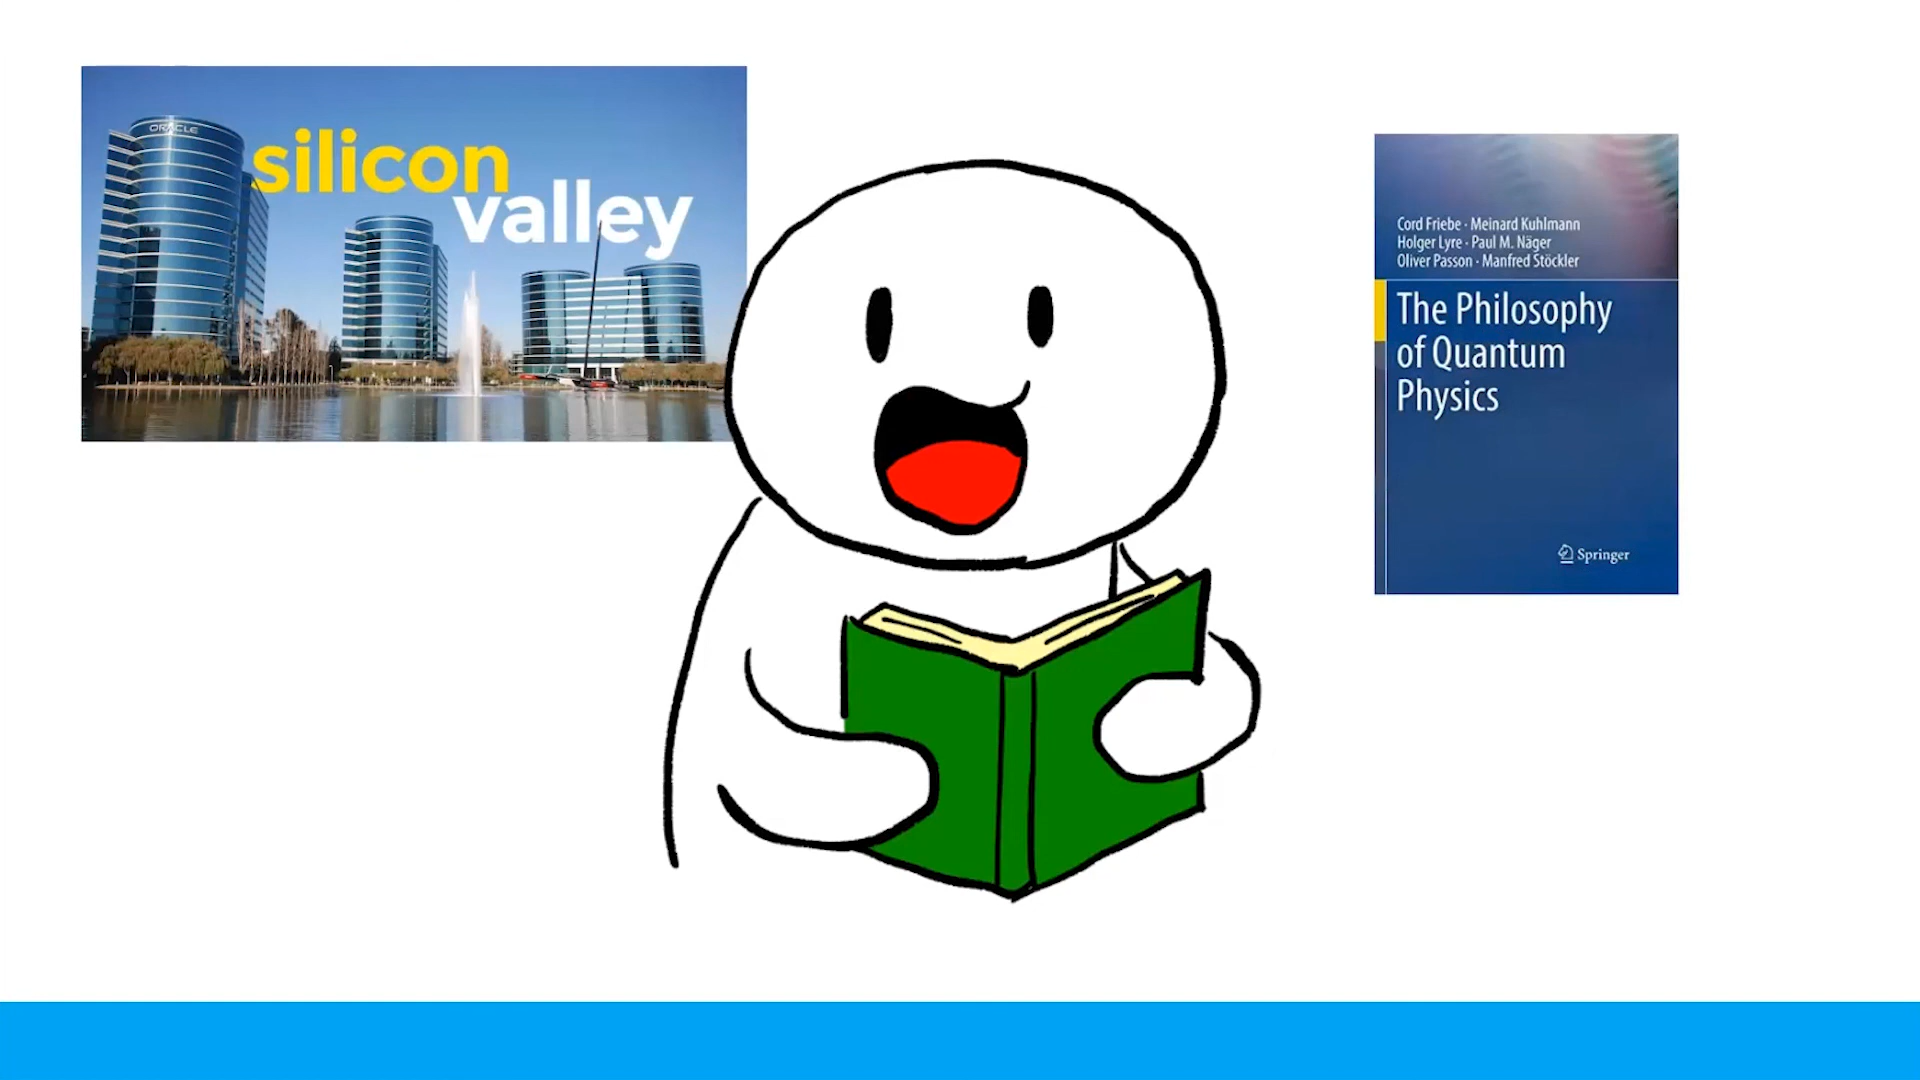 ORACLE
silicon
valley
Cord Friebe · Meinard Kuhlmann
Holger Lyre · Paul M. Näger
Oliver Passon · Manfred Stöckler
The Philosophy
of Quantum
Physics
Springer